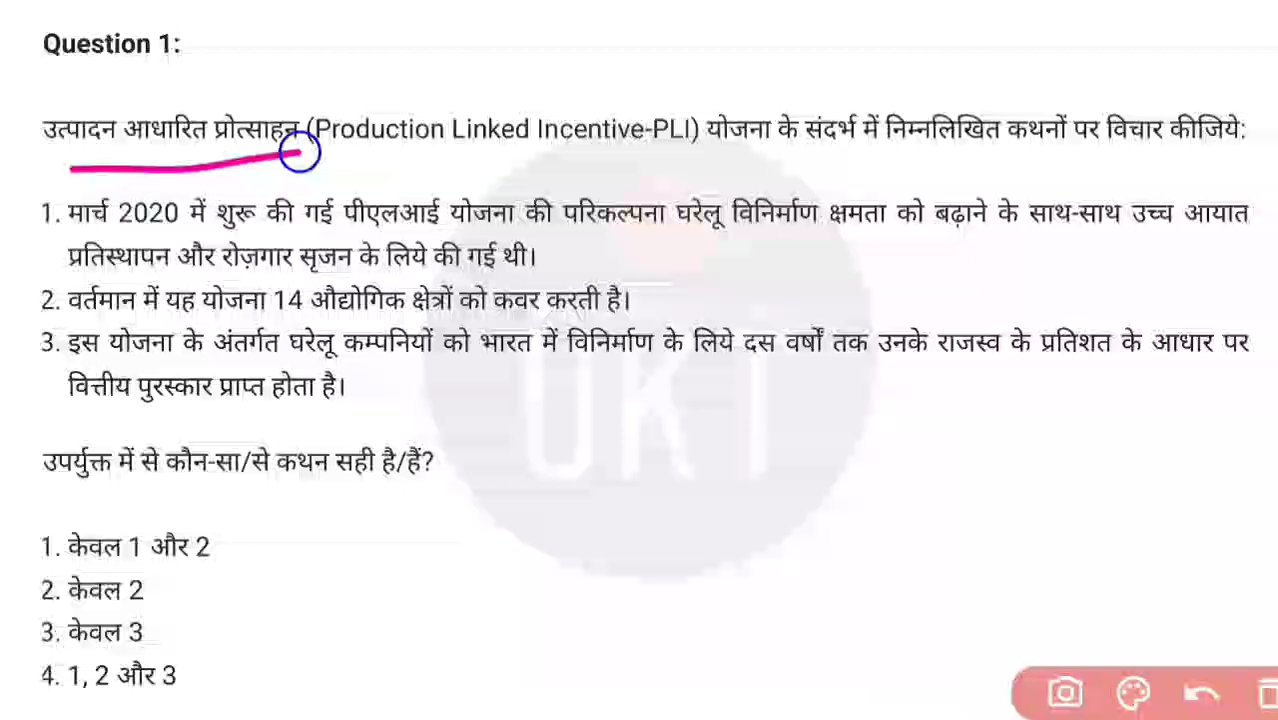 Question 1:
उत्पादन आधारित प्रोत्साहन (Production Linked Incentive-PLI) योजना के संदर्भ में निम्नलिखित कथनों पर विचार कीजिये:
1. मार्च 2020 में शुरू की गई पीएलआई योजना की परिकल्पना घरेलू विनिर्माण क्षमता को बढ़ाने के साथ-साथ उच्च आयात
प्रतिस्थापन और रोज़गार सृजन के लिये की गई थी।
2. वर्तमान में यह योजना 14 औद्योगिक क्षेत्रों को कवर करती है।
3. इस योजना के अंतर्गत घरेलू कम्पनियों को भारत में विनिर्माण के लिये दस वर्षों तक उनके राजस्व के प्रतिशत के आधार पर
वित्तीय पुरस्कार प्राप्त होता है।
उपर्युक्त में से कौन-सा/से कथन सही है/हैं?
1. केवल 1 और 2
2. केवल 2
3. केवल 3
4. 1, 2 और 3